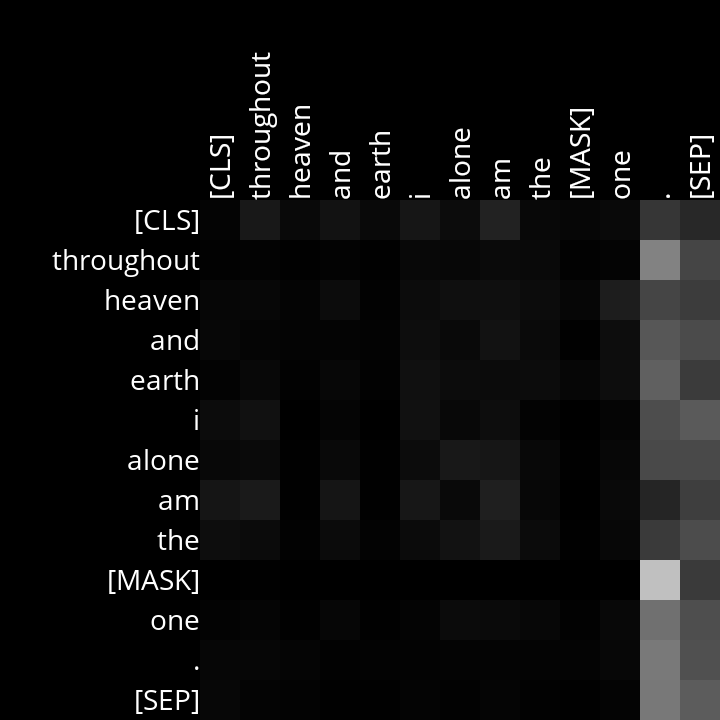 [CLS] throughout heaven and earth i alone am the [MASK] one . [SEP]
[CLS]
throughout
heaven
and
earth
i
alone
am
the
[MASK]
one
.
[SEP]